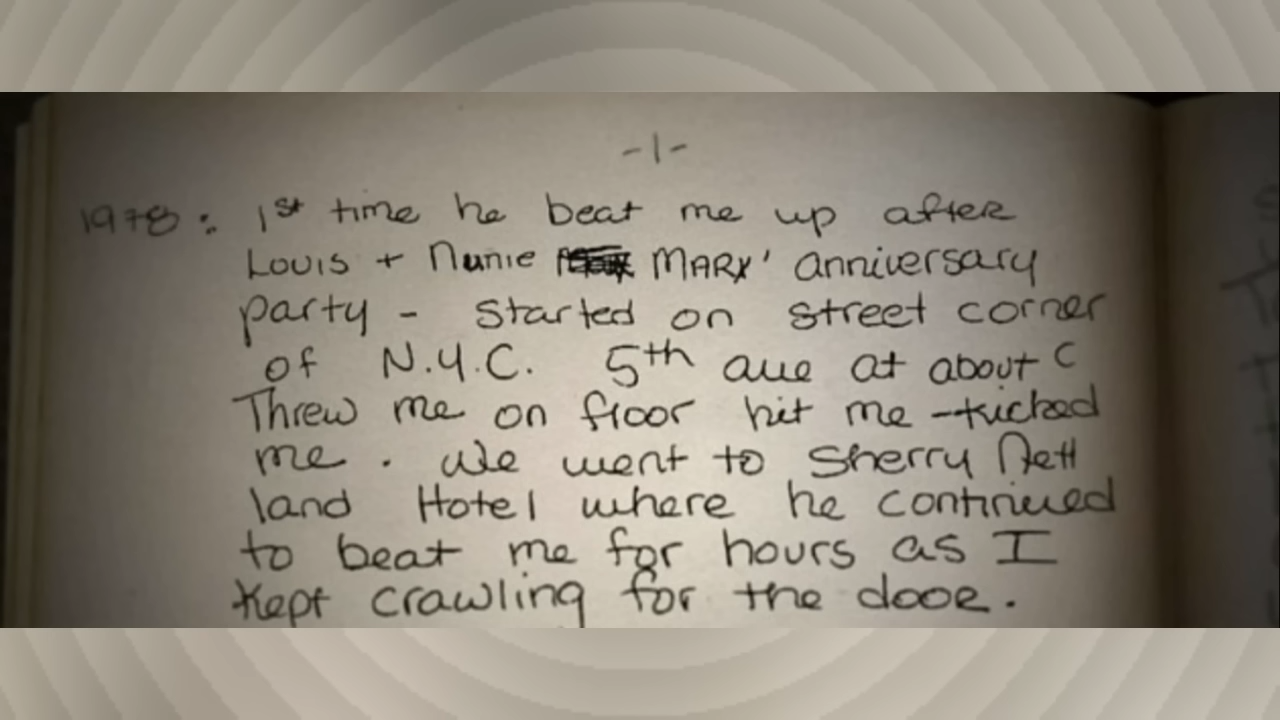 -1-
1978: 1st time he beat me up after
Louis + Nunie MARX' anniversary
party - started on street corner
of N.Y.C. 5th ave at about C
Threw me on floor hit me - kicked
me. We went to Sherry Nett
land Hotel where he continued
to beat me for hours as I
kept crawling for the door.